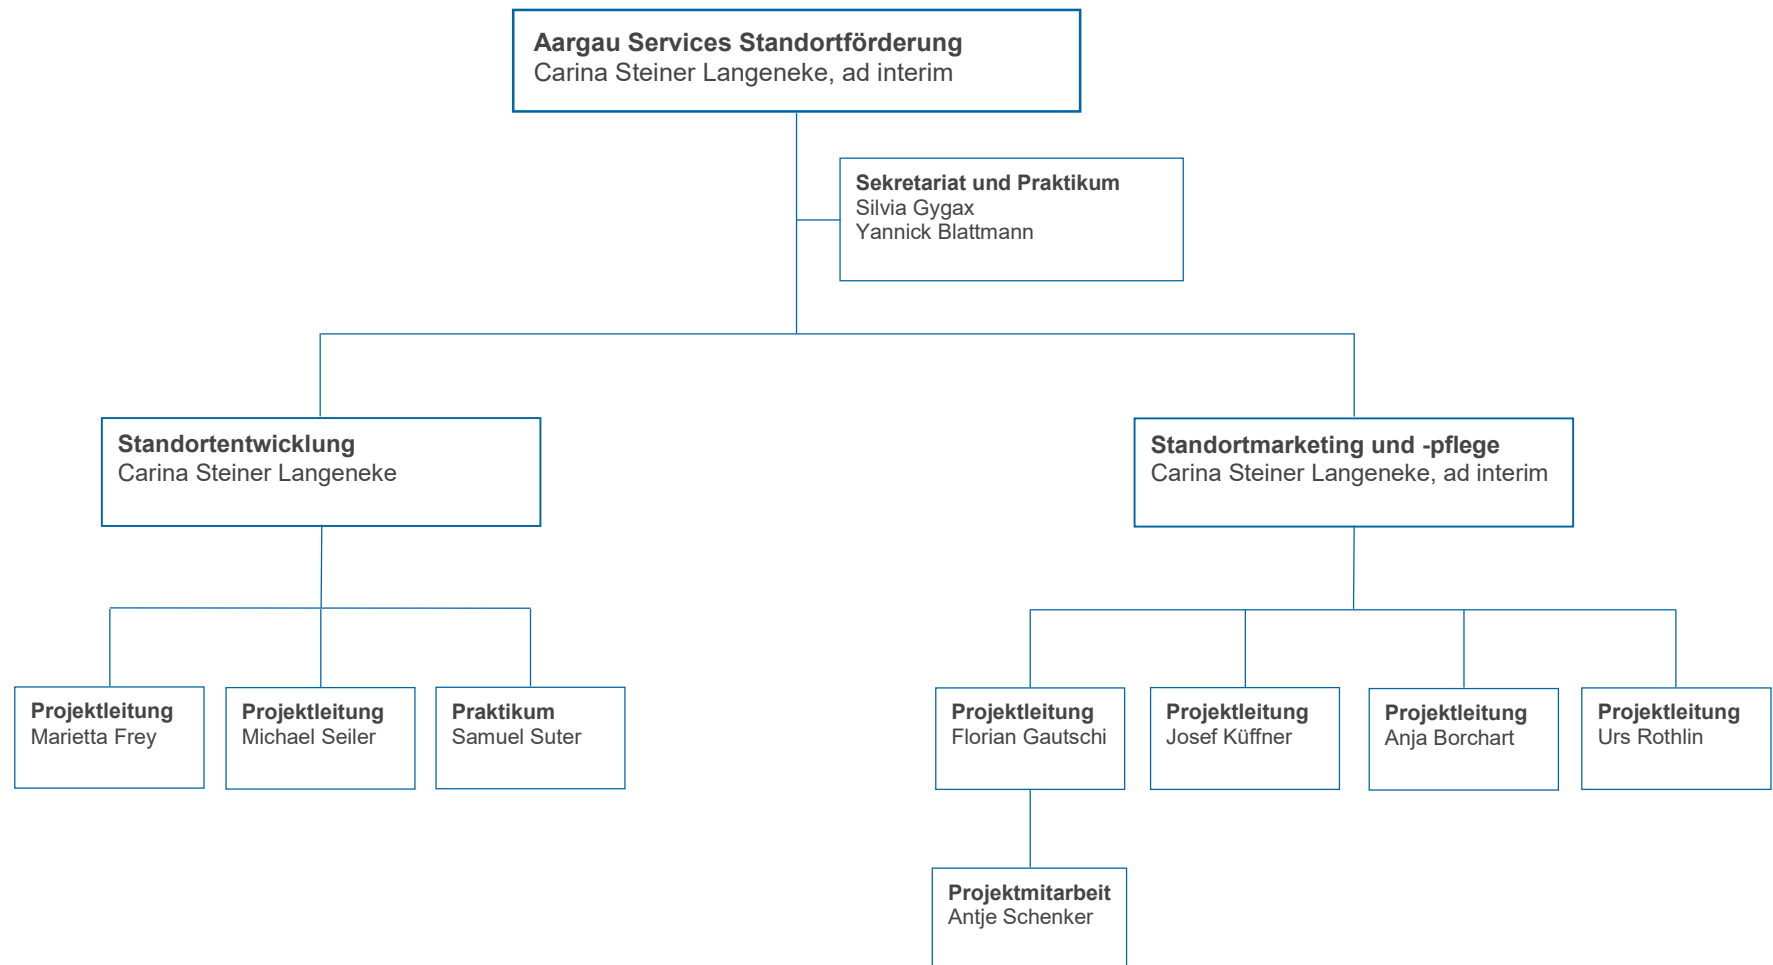 Aargau Services Standortförderung
Carina Steiner Langeneke, ad interim
Sekretariat und Praktikum
Silvia Gygax
Yannick Blattmann
Standortentwicklung
Carina Steiner Langeneke
Standortmarketing und -pflege
Carina Steiner Langeneke, ad interim
Projektleitung
Marietta Frey
Projektleitung
Michael Seiler
Praktikum
Samuel Suter
Projektleitung
Florian Gautschi
Projektleitung
Josef Küffner
Projektleitung
Anja Borchart
Projektleitung
Urs Rothlin
Projektmitarbeit
Antje Schenker